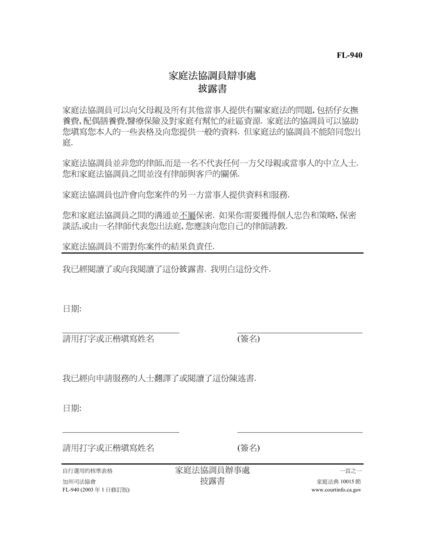 FL-940
家庭法協調員辯事處
披露書
家庭法協調員可以向父母親及所有其他當事人提供有關家庭法的問題, 包括仔女撫
養費, 配偶膳養費,醫療保險及對家庭有幫忙的社區資源. 家庭法的協調員可以協助
您填寫您本人的一些表格及向您提供一般的資料. 但家庭法的協調員不能陪同您出
庭.
家庭法協調員並非您的律師,而是一名不代表任何一方父母親或當事人的中立人士.
您和家庭法協調員之間並沒有律師與客戶的關係.
家庭法協調員也許會向您案件的另一方當事人提供資料和服務.
您和家庭法協調員之間的溝通並不屬保密. 如果你需要獲得個人忠告和策略, 保密
談話,或由一名律師代表您出法庭, 您應該向您自己的律師請教.
家庭法協調員不需對你案件的結果負責任.
我已經閱讀了或向我閱讀了這份披露書. 我明白這份文件.
日期:
請用打字或正楷填寫姓名 (簽名)
我已經向申請服務的人士翻譯了或閱讀了這份陳述書.
日期:
請用打字或正楷填寫姓名 (簽名)
自行選用的核準表格 家庭法協調員辯事處 一頁之一
加州司法協會 披露書 家庭法典 10015 節
FL-940 (2003 年 1 日修訂版) www.courtinfo.ca.gov